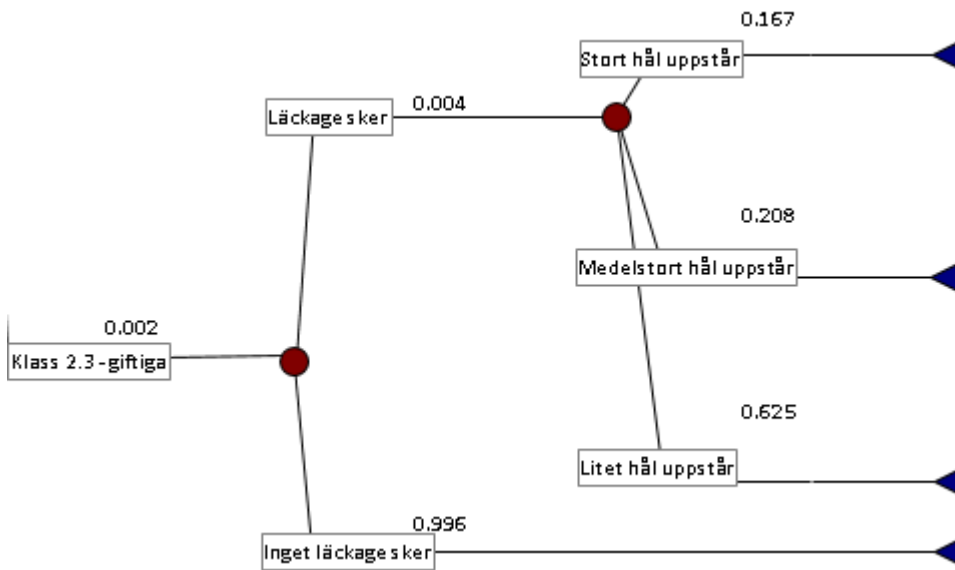 0.167
Stort hål uppstår
0.004
Läckage sker
0.208
Medelstort hål uppstår
0.002
Klass 2.3 - giftiga
0.625
Litet hål uppstår
0.996
Inget läckage sker